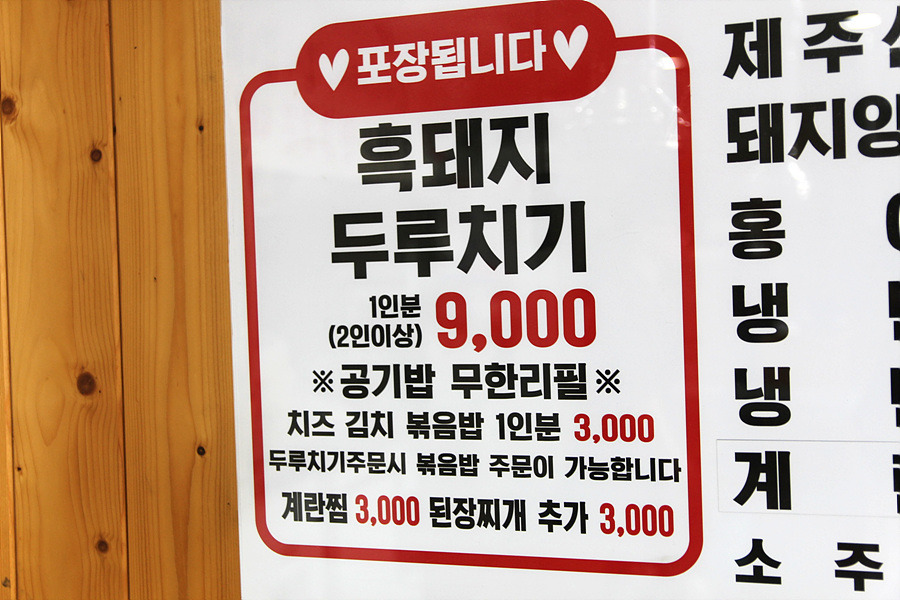 ♥포장됩니다♥
흑돼지
두루치기
1인분
(2인이상) 9,000
※공기밥 무한리필※
치즈 김치 볶음밥 1인분 3,000
두루치기주문시 볶음밥 주문이 가능합니다
계란찜 3,000 된장찌개 추가 3,000
제주
돼지
홍
냉
냉
계
소주